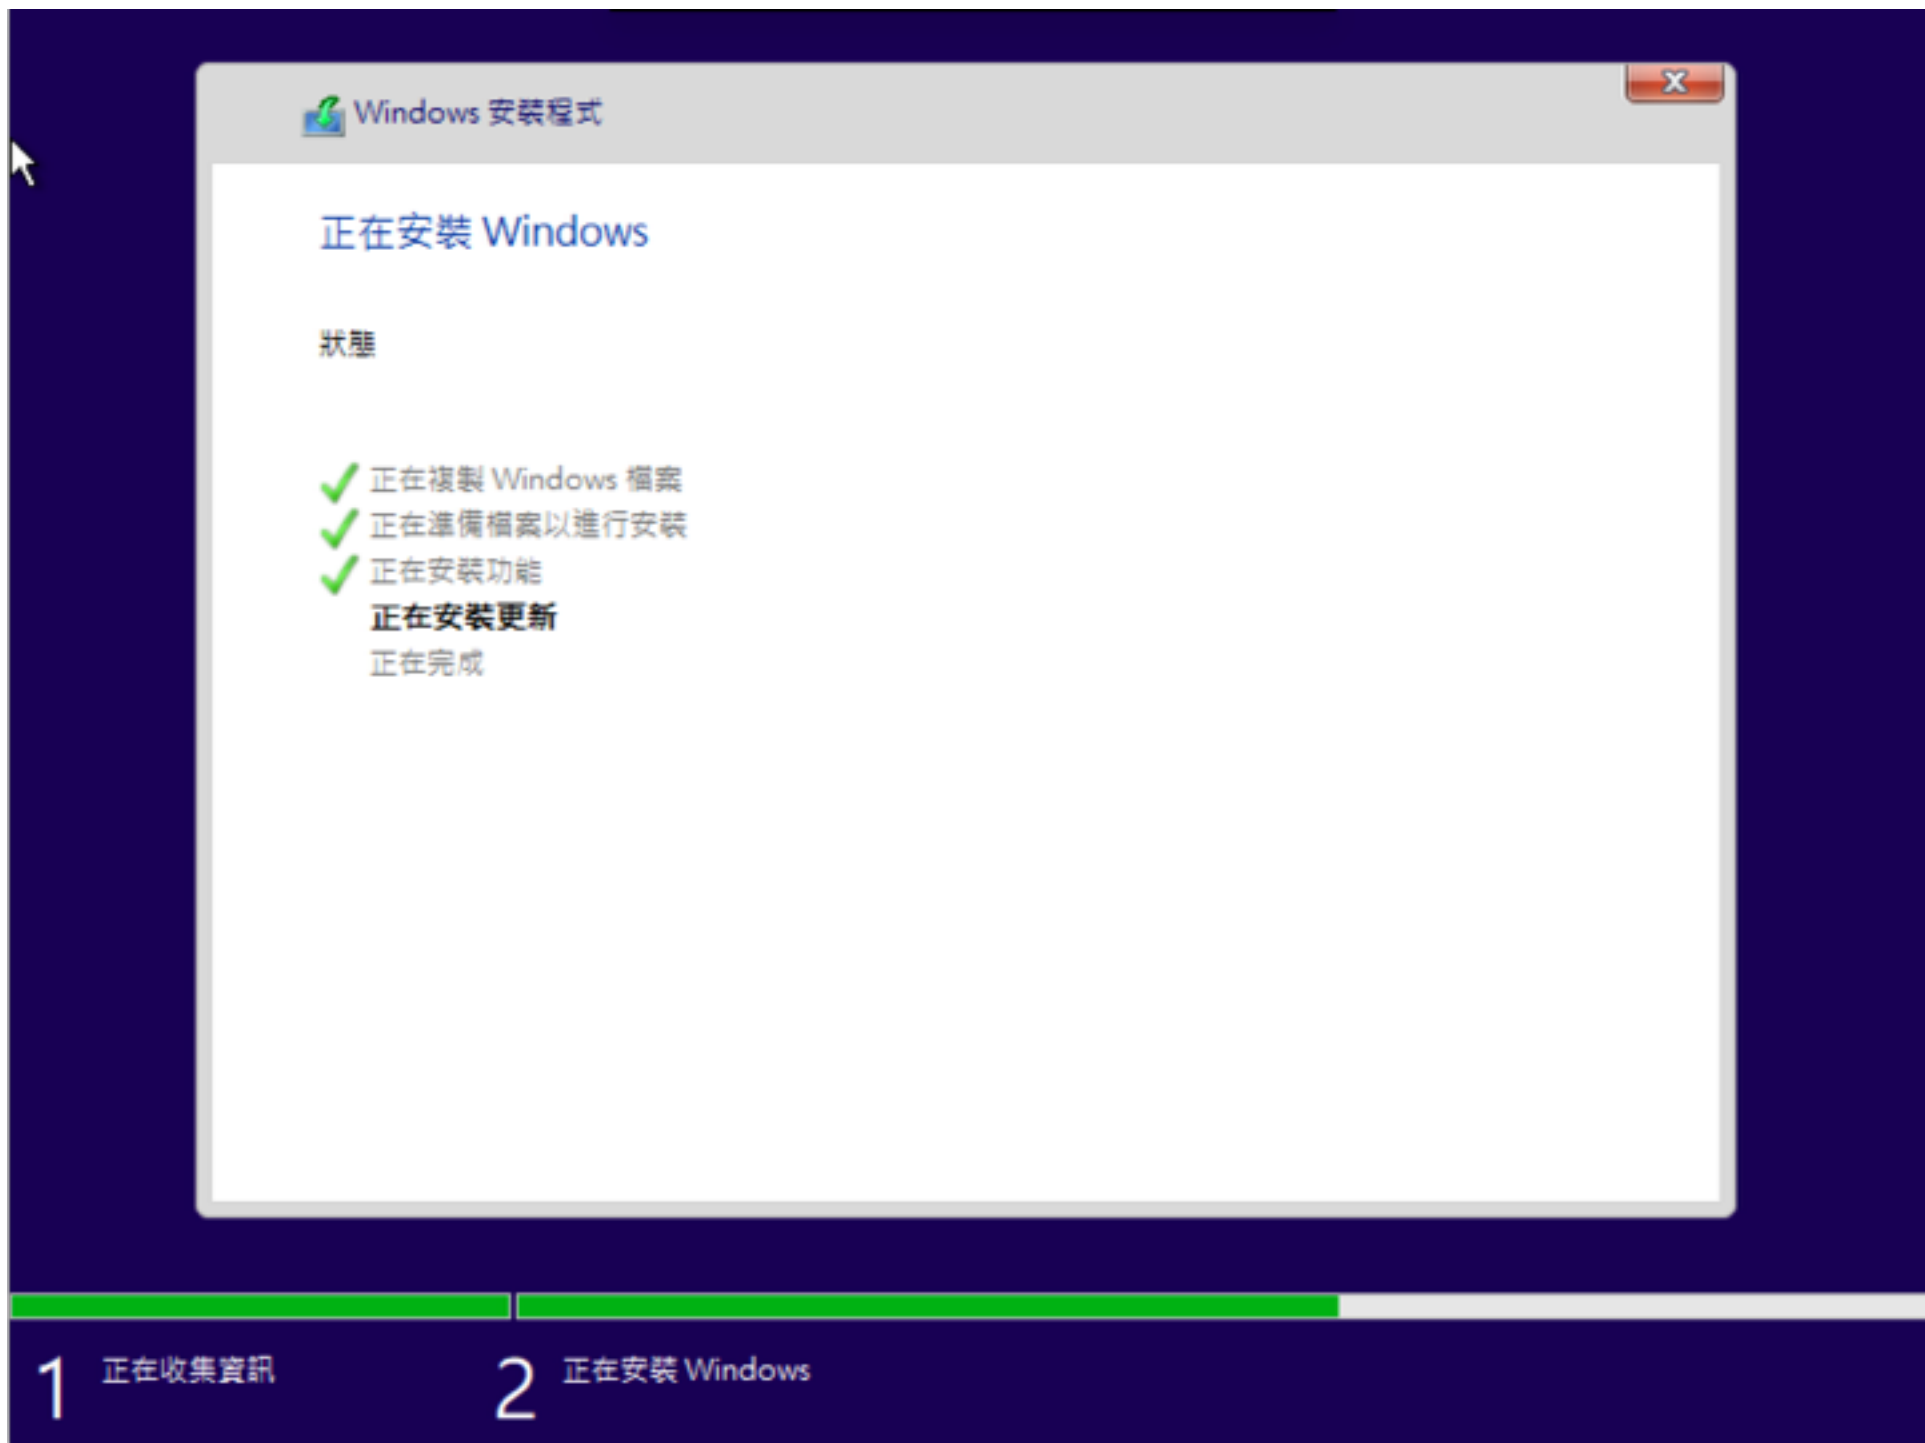 Windows 安裝程式
正在安裝 Windows
狀態
正在複製 Windows 檔案
正在準備檔案以進行安裝
正在安裝功能
正在安裝更新
正在完成
1 正在收集資訊
2 正在安裝 Windows